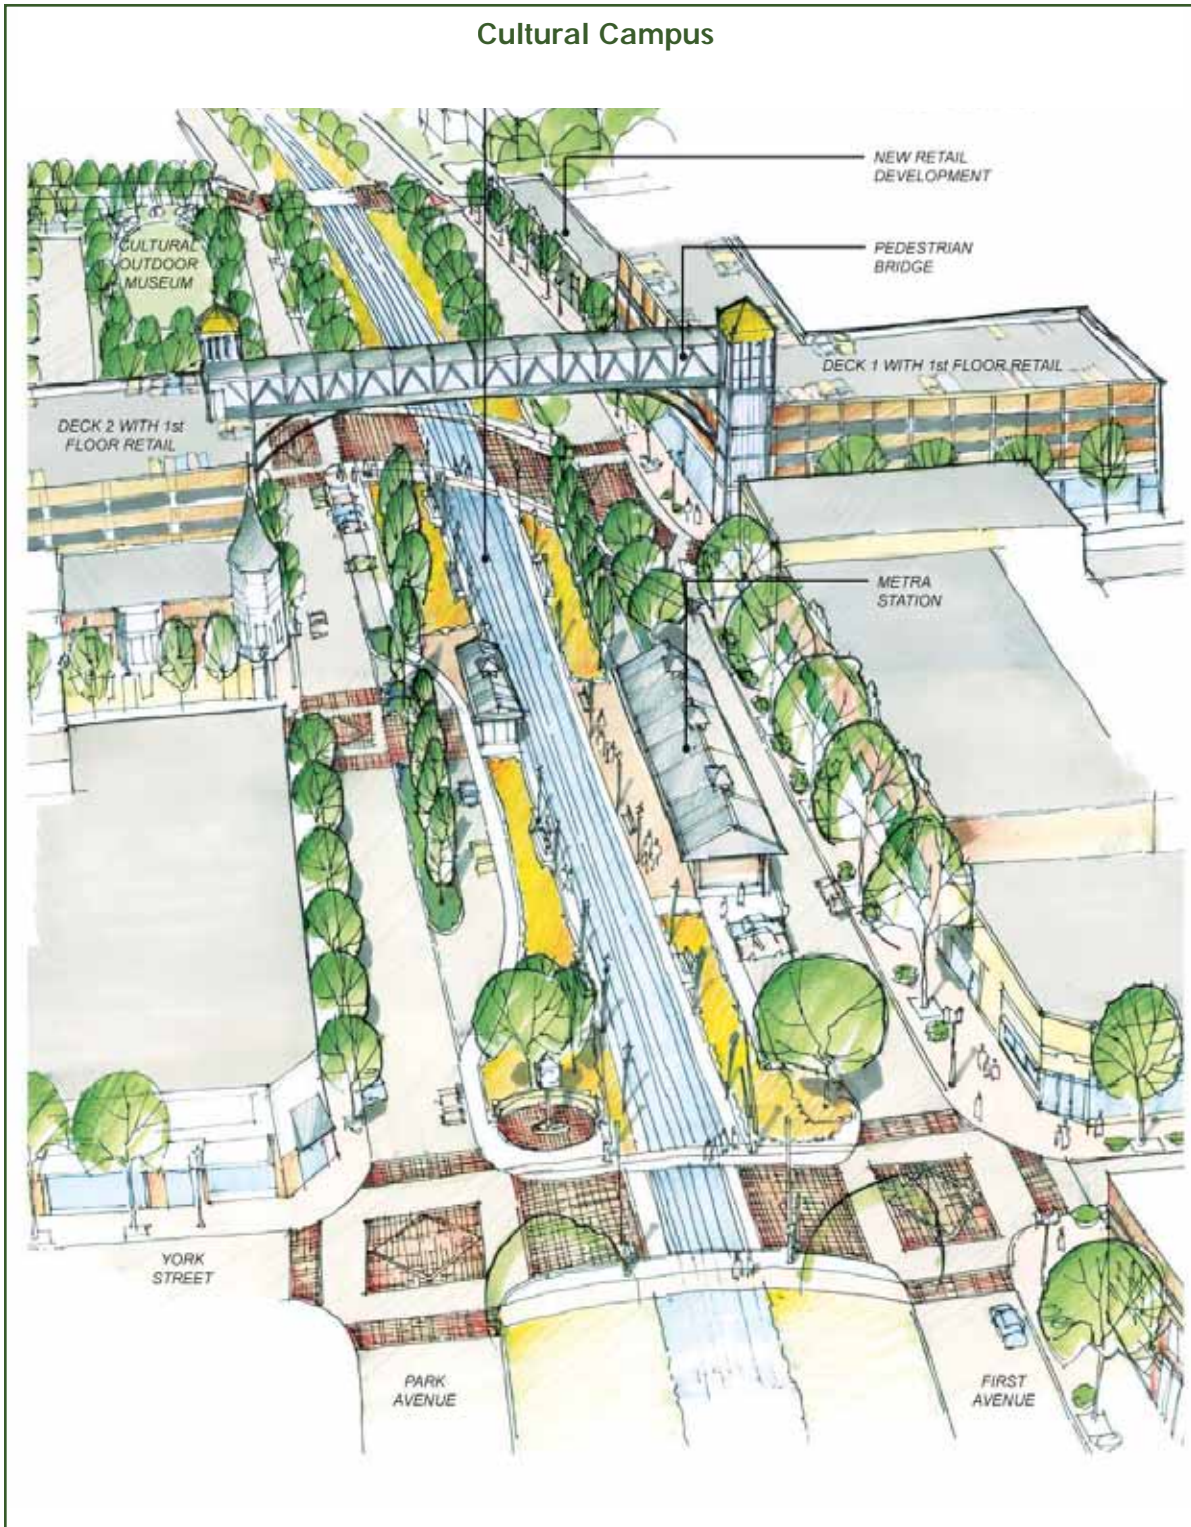 Cultural Campus
NEW RETAIL
DEVELOPMENT
CULTURAL
OUTDOOR
MUSEUM
PEDESTRIAN
BRIDGE
DECK 1 WITH 1st FLOOR RETAIL
DECK 2 WITH 1st
FLOOR RETAIL
METRA
STATION
YORK
STREET
PARK
AVENUE
FIRST
AVENUE